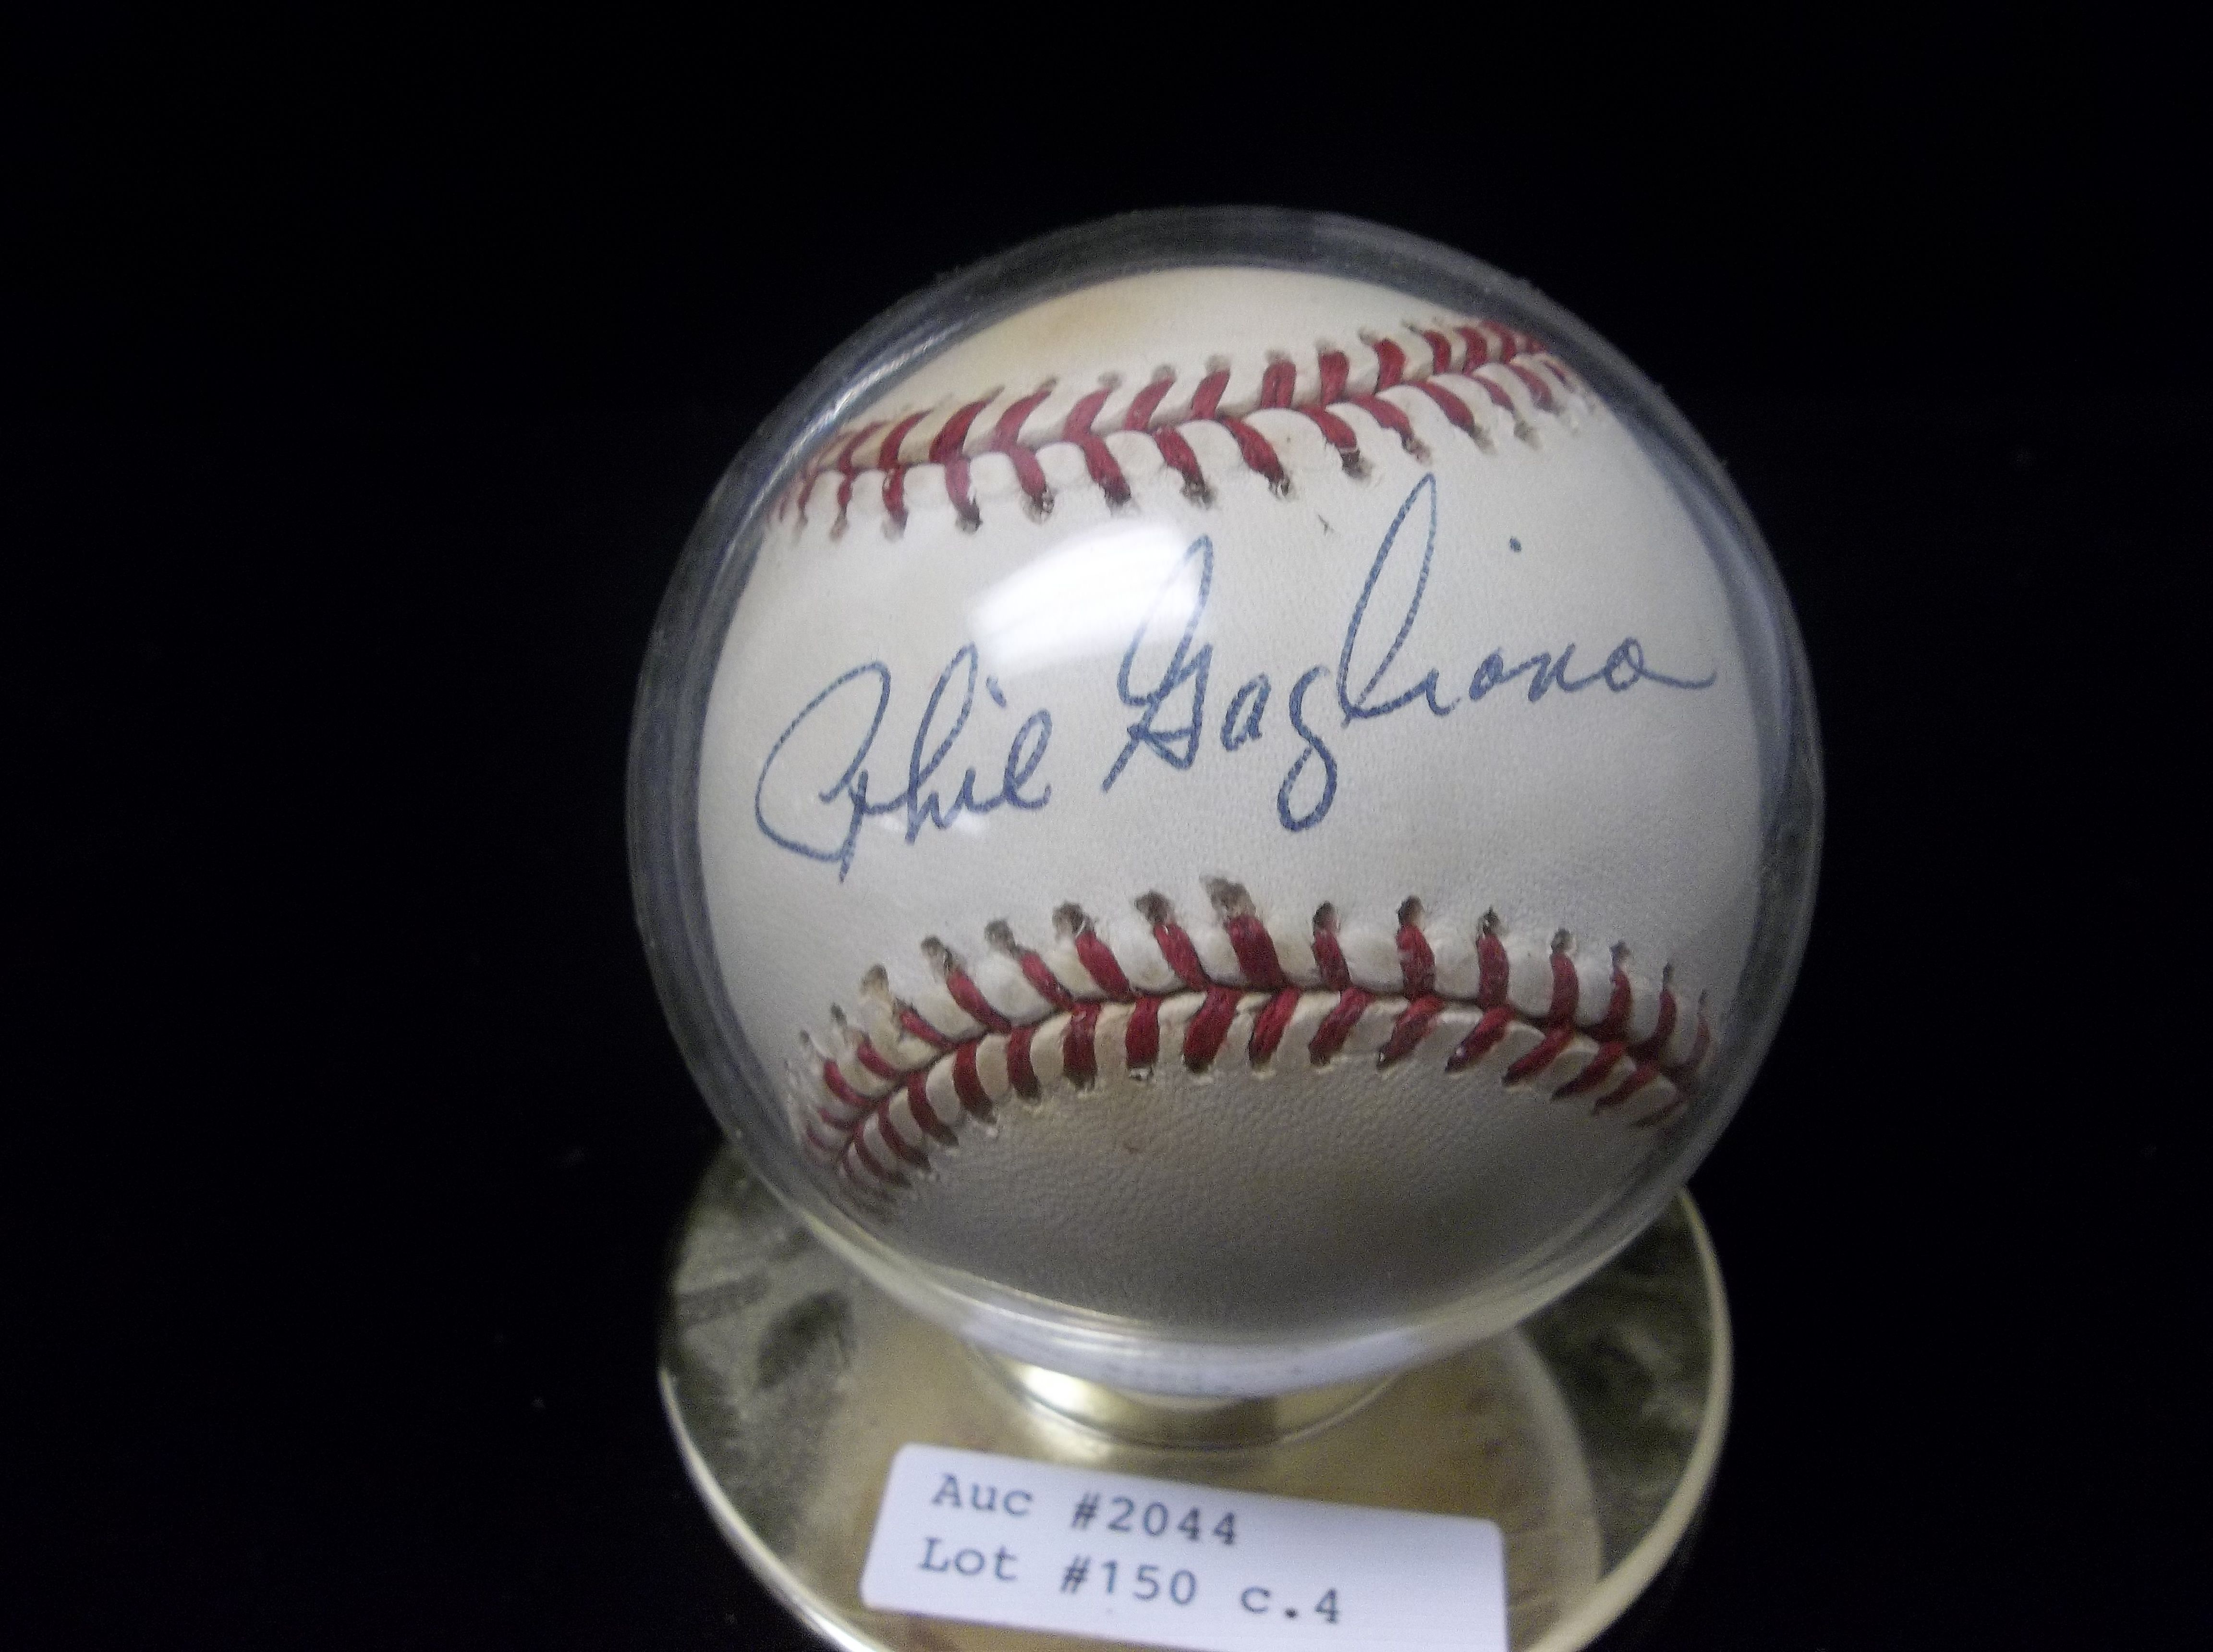 Phil Gagliano
Auc #2044
Lot #150 c.4